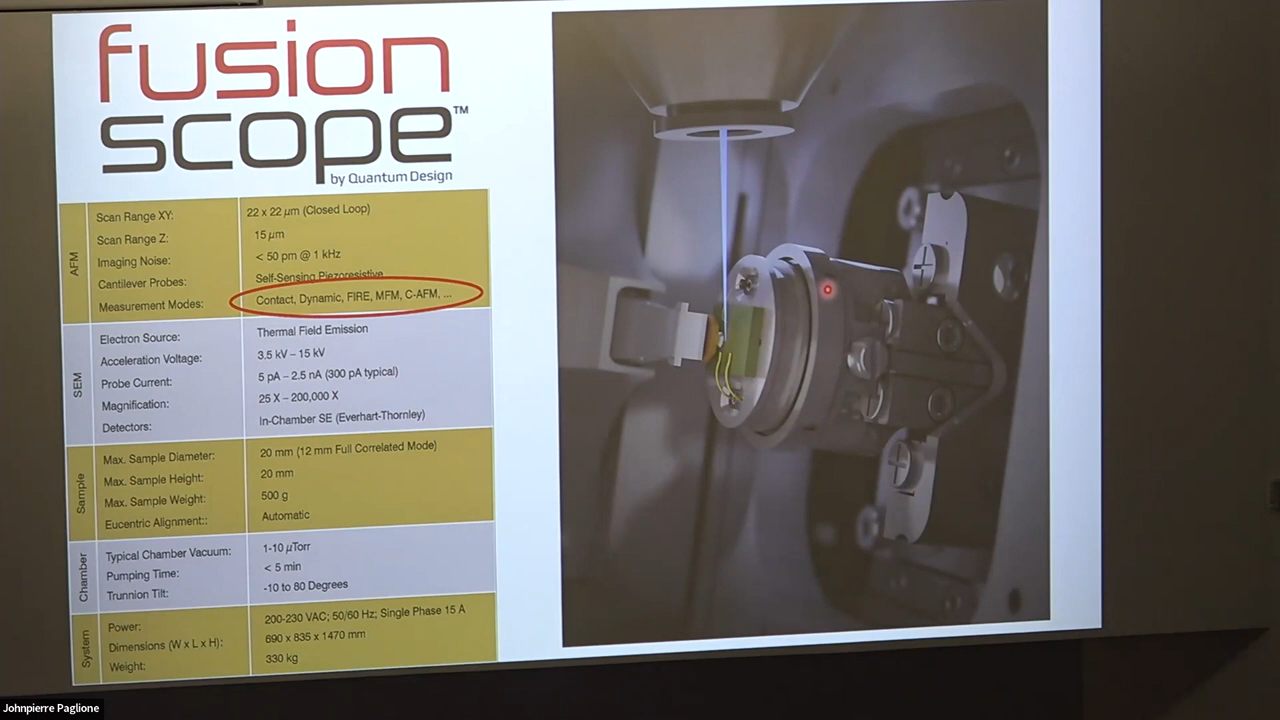 fusion
scope™
by Quantum Design
AFM
Scan Range XY: 22 x 22 µm (Closed Loop)
Scan Range Z: 15 µm
Imaging Noise: < 50 pm @ 1 kHz
Cantilever Probes: Self-Sensing Piezoresistive
Measurement Modes: Contact, Dynamic, FIRE, MFM, C-AFM, ...
SEM
Electron Source: Thermal Field Emission
Acceleration Voltage: 3.5 kV – 15 kV
Probe Current: 5 pA – 2.5 nA (300 pA typical)
Magnification: 25 X – 200,000 X
Detectors: In-Chamber SE (Everhart-Thornley)
Sample
Max. Sample Diameter: 20 mm (12 mm Full Correlated Mode)
Max. Sample Height: 20 mm
Max. Sample Weight: 500 g
Eucentric Alignment:: Automatic
Chamber
Typical Chamber Vacuum: 1-10 µTorr
Pumping Time: < 5 min
Trunnion Tilt: -10 to 80 Degrees
System
Power: 200-230 VAC; 50/60 Hz; Single Phase 15 A
Dimensions (W x L x H): 690 x 835 x 1470 mm
Weight: 330 kg
Johnpierre Paglione